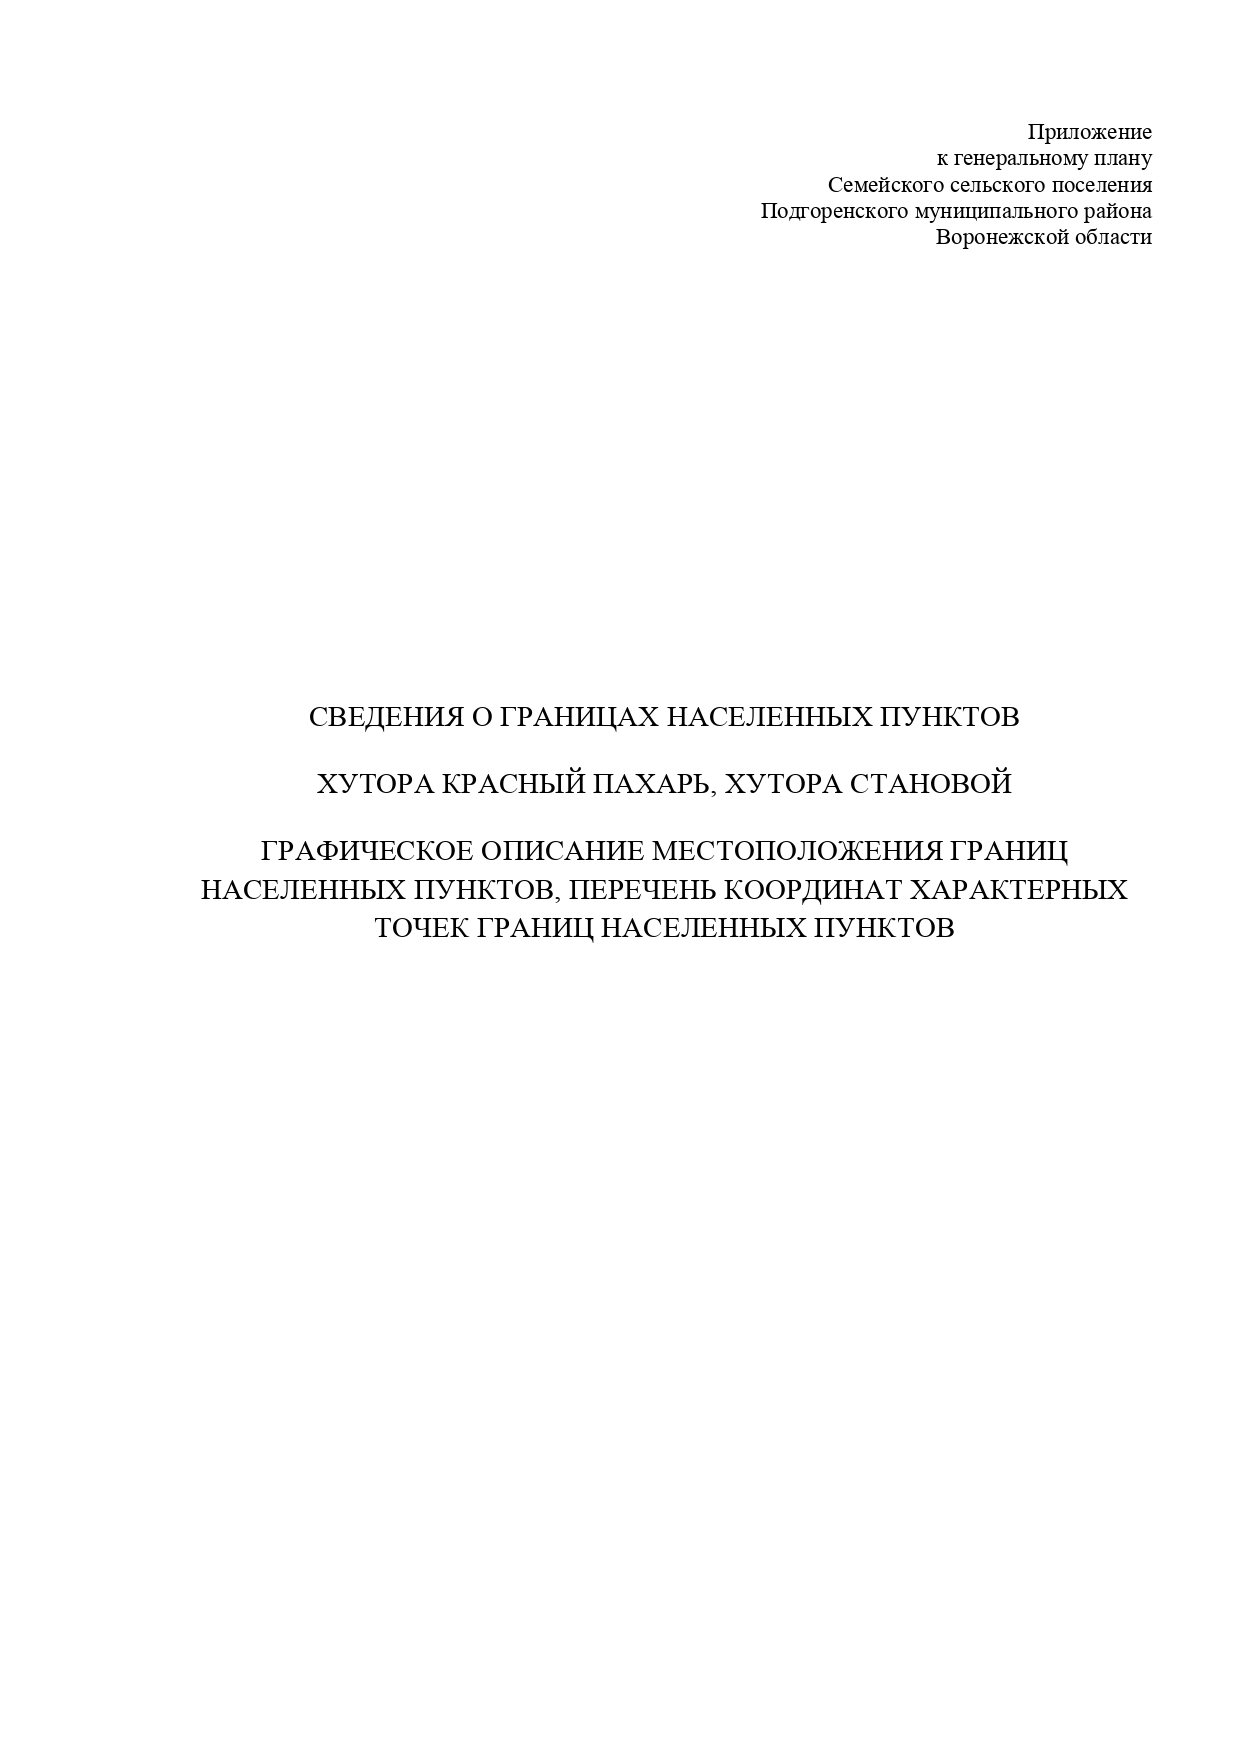 Приложение
к генеральному плану
Семейского сельского поселения
Подгоренского муниципального района
Воронежской области
СВЕДЕНИЯ О ГРАНИЦАХ НАСЕЛЕННЫХ ПУНКТОВ
ХУТОРА КРАСНЫЙ ПАХАРЬ, ХУТОРА СТАНОВОЙ
ГРАФИЧЕСКОЕ ОПИСАНИЕ МЕСТОПОЛОЖЕНИЯ ГРАНИЦ
НАСЕЛЕННЫХ ПУНКТОВ, ПЕРЕЧЕНЬ КООРДИНАТ ХАРАКТЕРНЫХ
ТОЧЕК ГРАНИЦ НАСЕЛЕННЫХ ПУНКТОВ